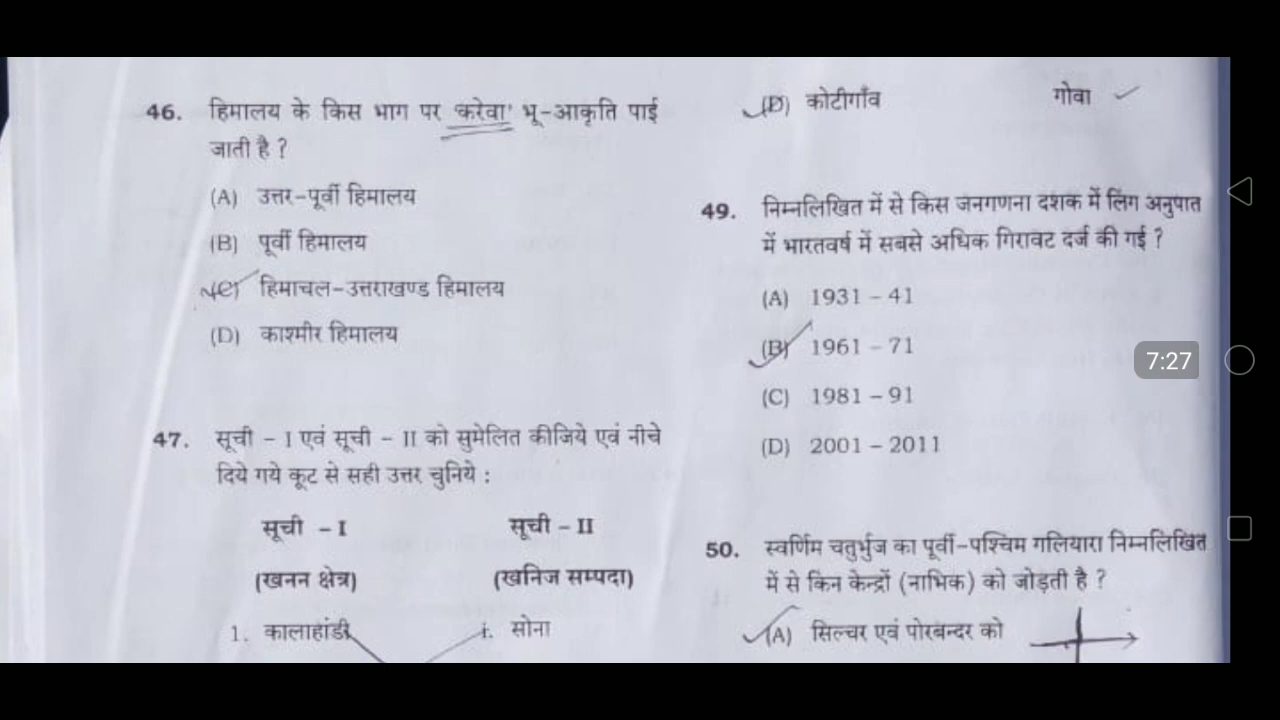 46. हिमालय के किस भाग पर 'करेवा' भू-आकृति पाई
जाती है ?
(A) उत्तर-पूर्वी हिमालय
(B) पूर्वी हिमालय
(C) हिमाचल-उत्तराखण्ड हिमालय
(D) काश्मीर हिमालय
47. सूची - I एवं सूची - II को सुमेलित कीजिये एवं नीचे
दिये गये कूट से सही उत्तर चुनिये :
सूची - I सूची - II
(खनन क्षेत्र) (खनिज सम्पदा)
1. कालाहांडी i. सोना
(D) कोटीगाँव गोवा
49. निम्नलिखित में से किस जनगणना दशक में लिंग अनुपात
में भारतवर्ष में सबसे अधिक गिरावट दर्ज की गई ?
(A) 1931 - 41
(B) 1961 - 71
(C) 1981 - 91
(D) 2001 - 2011
50. स्वर्णिम चतुर्भुज का पूर्वी-पश्चिम गलियारा निम्नलिखित
में से किन केन्द्रों (नाभिक) को जोड़ती है ?
(A) सिल्चर एवं पोरबन्दर को
7:27